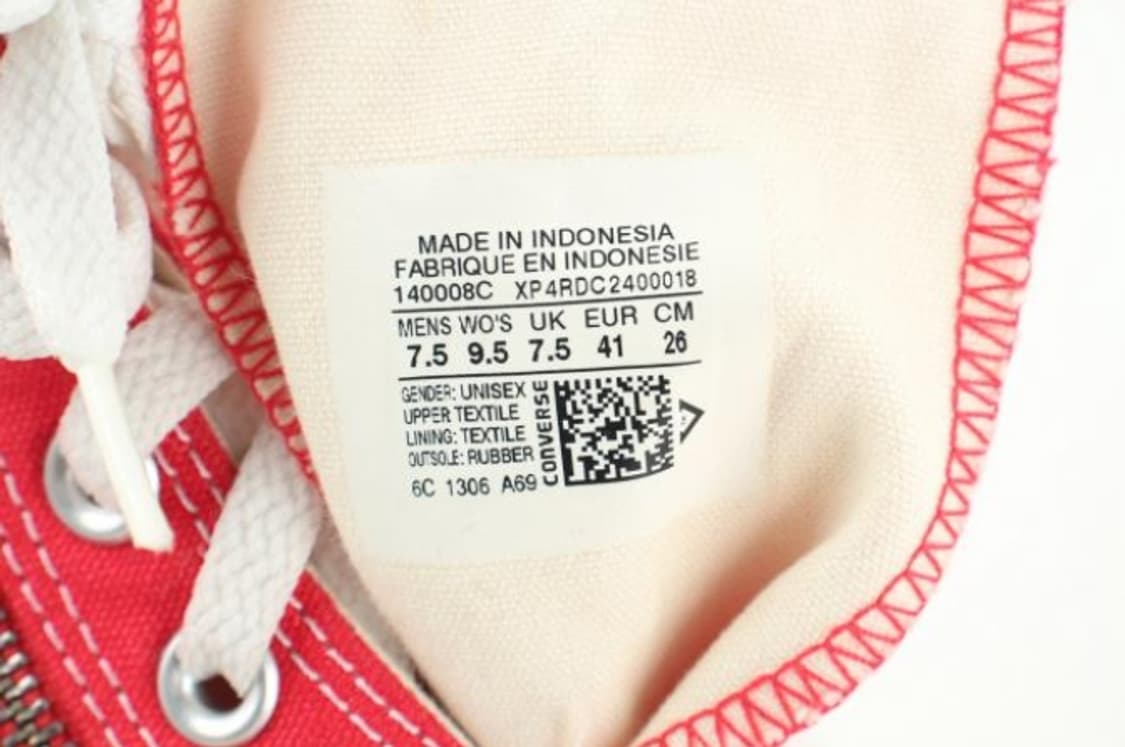 MADE IN INDONESIA
FABRIQUE EN INDONESIE
140008C XP4RDC2400018
MENS WO'S UK EUR CM
7.5 9.5 7.5 41 26
GENDER: UNISEX
UPPER TEXTILE
LINING: TEXTILE
OUTSOLE: RUBBER
6C 1306 A69
CONVERSE